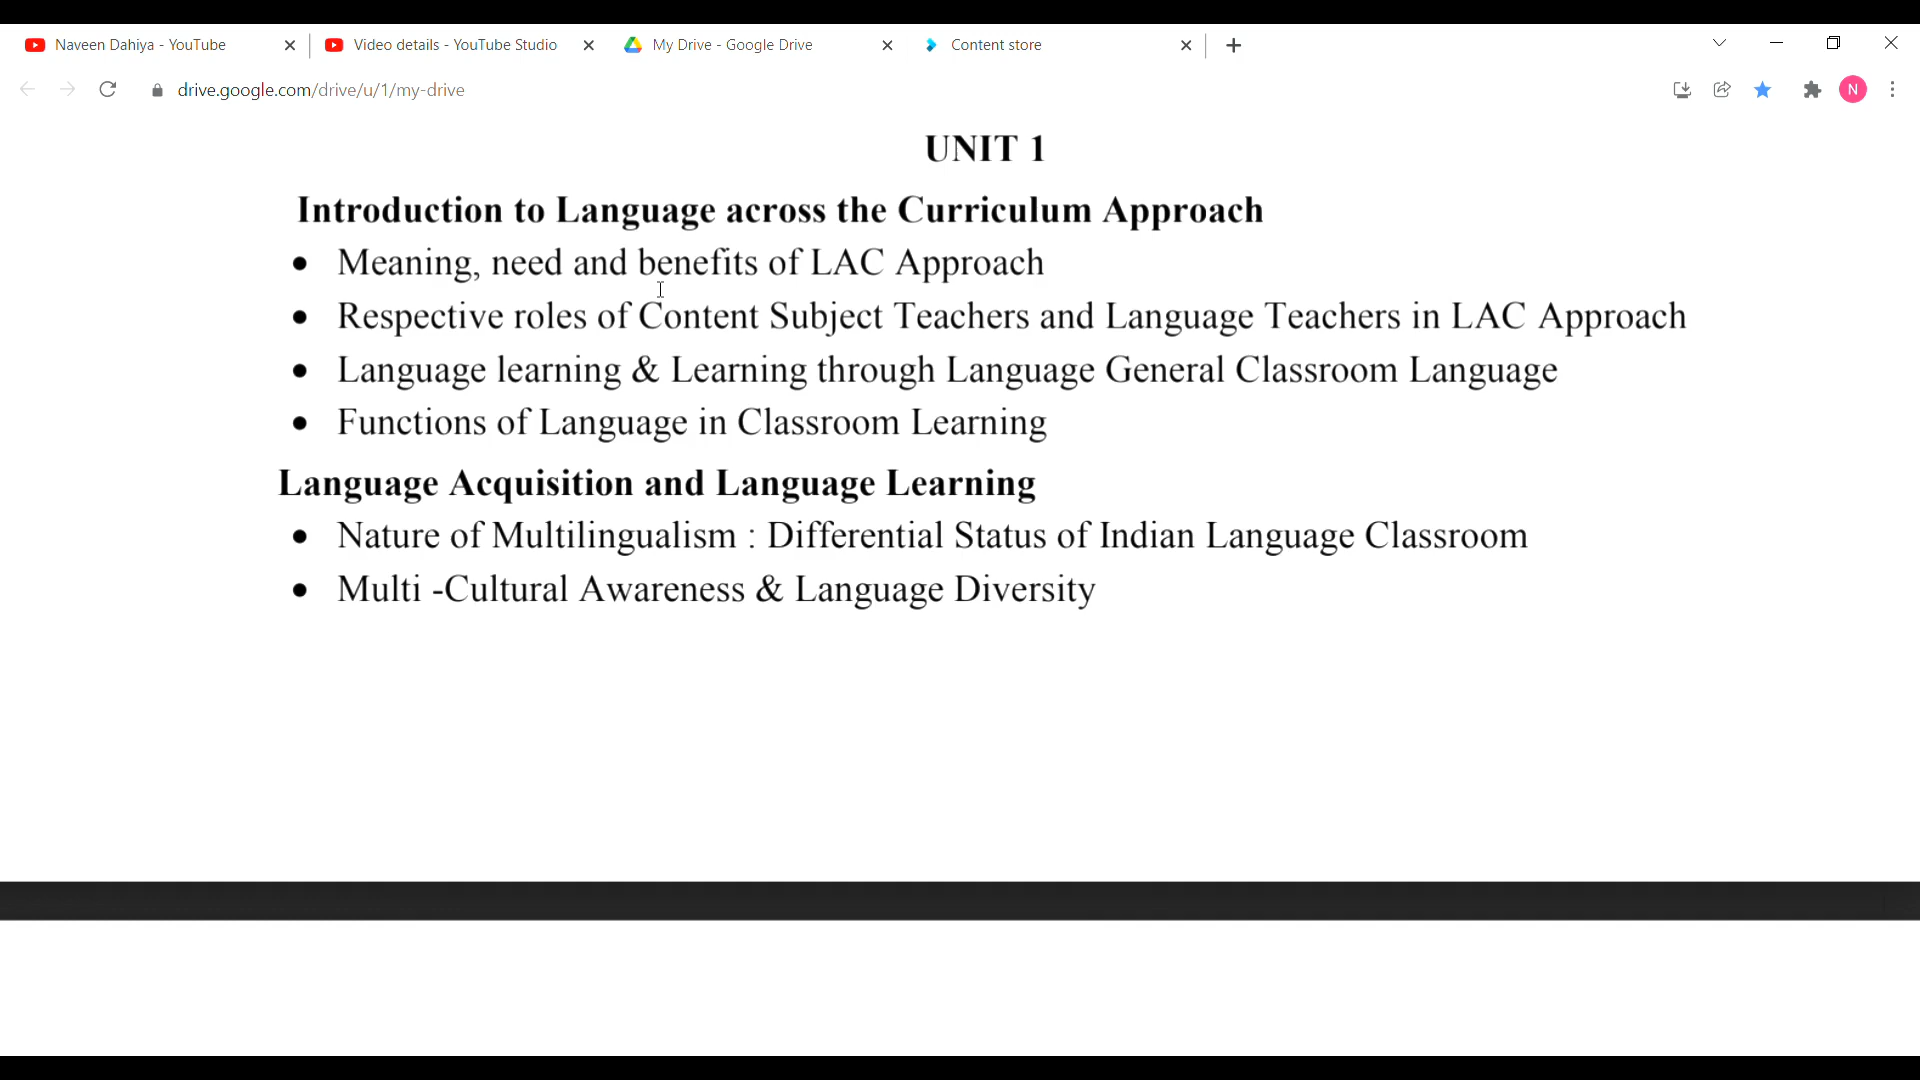 Naveen Dahiya - YouTube
Video details - YouTube Studio
My Drive - Google Drive
Content store
drive.google.com/drive/u/1/my-drive
N
UNIT 1
Introduction to Language across the Curriculum Approach
• Meaning, need and benefits of LAC Approach
• Respective roles of Content Subject Teachers and Language Teachers in LAC Approach
• Language learning & Learning through Language General Classroom Language
• Functions of Language in Classroom Learning
Language Acquisition and Language Learning
• Nature of Multilingualism : Differential Status of Indian Language Classroom
• Multi -Cultural Awareness & Language Diversity